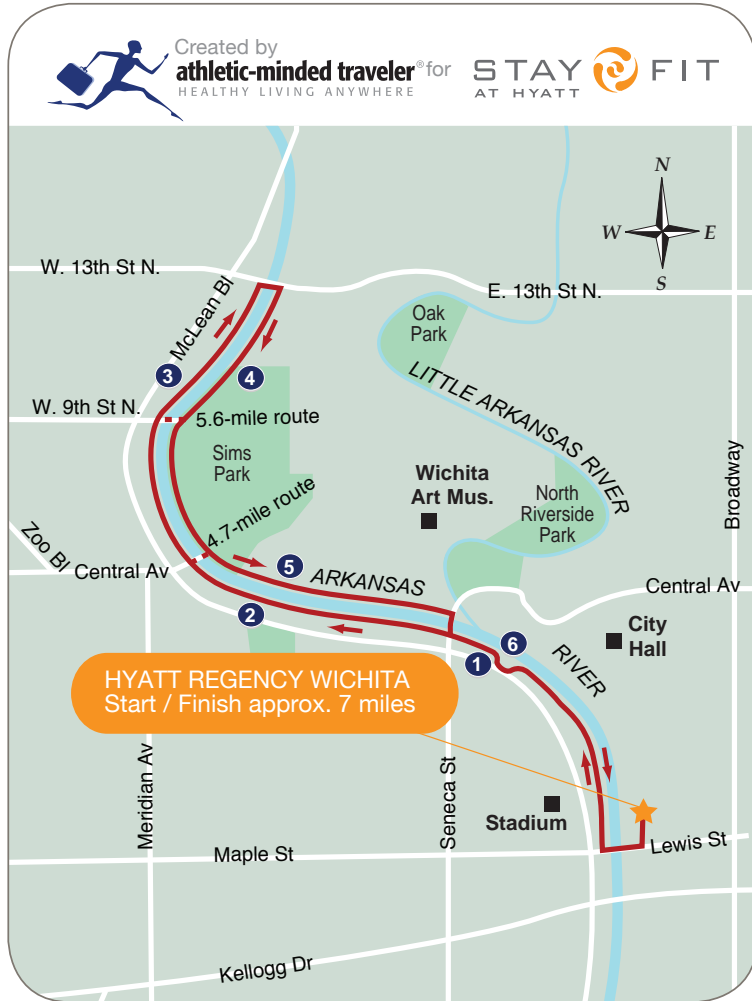 Created by
athletic-minded traveler® for
HEALTHY LIVING ANYWHERE
STAY FIT
AT HYATT
N
W E
S
W. 13th St N.
E. 13th St N.
McLean Bl
Oak
Park
3
4
LITTLE ARKANSAS RIVER
W. 9th St N.
5.6-mile route
Sims
Park
Wichita
Art Mus.
North
Riverside
Park
Broadway
4.7-mile route
Zoo Bl
Central Av
5
ARKANSAS
Central Av
2
City
Hall
1
6
RIVER
HYATT REGENCY WICHITA
Start / Finish approx. 7 miles
Meridian Av
Seneca St
Stadium
Maple St
Lewis St
Kellogg Dr